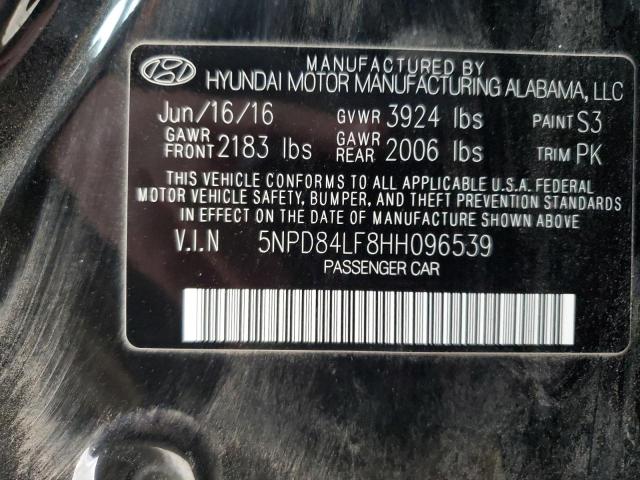 MANUFACTURED BY
HYUNDAI MOTOR MANUFACTURING ALABAMA, LLC
Jun/16/16 GVWR 3924 lbs PAINT S3
GAWR FRONT 2183 lbs GAWR REAR 2006 lbs TRIM PK
THIS VEHICLE CONFORMS TO ALL APPLICABLE U.S.A. FEDERAL
MOTOR VEHICLE SAFETY, BUMPER, AND THEFT PREVENTION STANDARDS
IN EFFECT ON THE DATE OF MANUFACTURE SHOWN ABOVE
V.I.N 5NPD84LF8HH096539
PASSENGER CAR